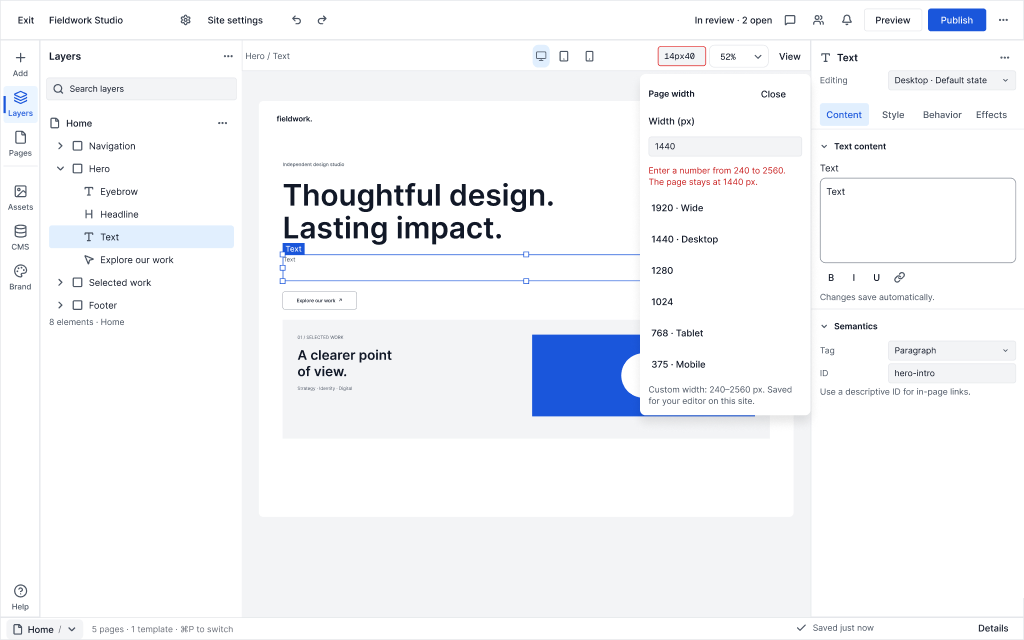 Exit
Fieldwork Studio
Site settings
In review · 2 open
Preview
Publish
Add
Layers
Pages
Assets
CMS
Brand
Help
Layers
Search layers
Home
Navigation
Hero
Eyebrow
Headline
Text
Explore our work
Selected work
Footer
8 elements · Home
Hero / Text
14px40
52%
View
fieldwork.
Independent design studio
Thoughtful design.
Lasting impact.
Text
Text
Explore our work ↗
01 / SELECTED WORK
A clearer point
of view.
Strategy · Identity · Digital
Page width
Close
Width (px)
1440
Enter a number from 240 to 2560.
The page stays at 1440 px.
1920 · Wide
1440 · Desktop
1280
1024
768 · Tablet
375 · Mobile
Custom width: 240–2560 px. Saved
for your editor on this site.
Text
Editing
Desktop · Default state
Content
Style
Behavior
Effects
Text content
Text
Text
B
I
U
Changes save automatically.
Semantics
Tag
Paragraph
ID
hero-intro
Use a descriptive ID for in-page links.
Home /
5 pages · 1 template · ⌘P to switch
Saved just now
Details